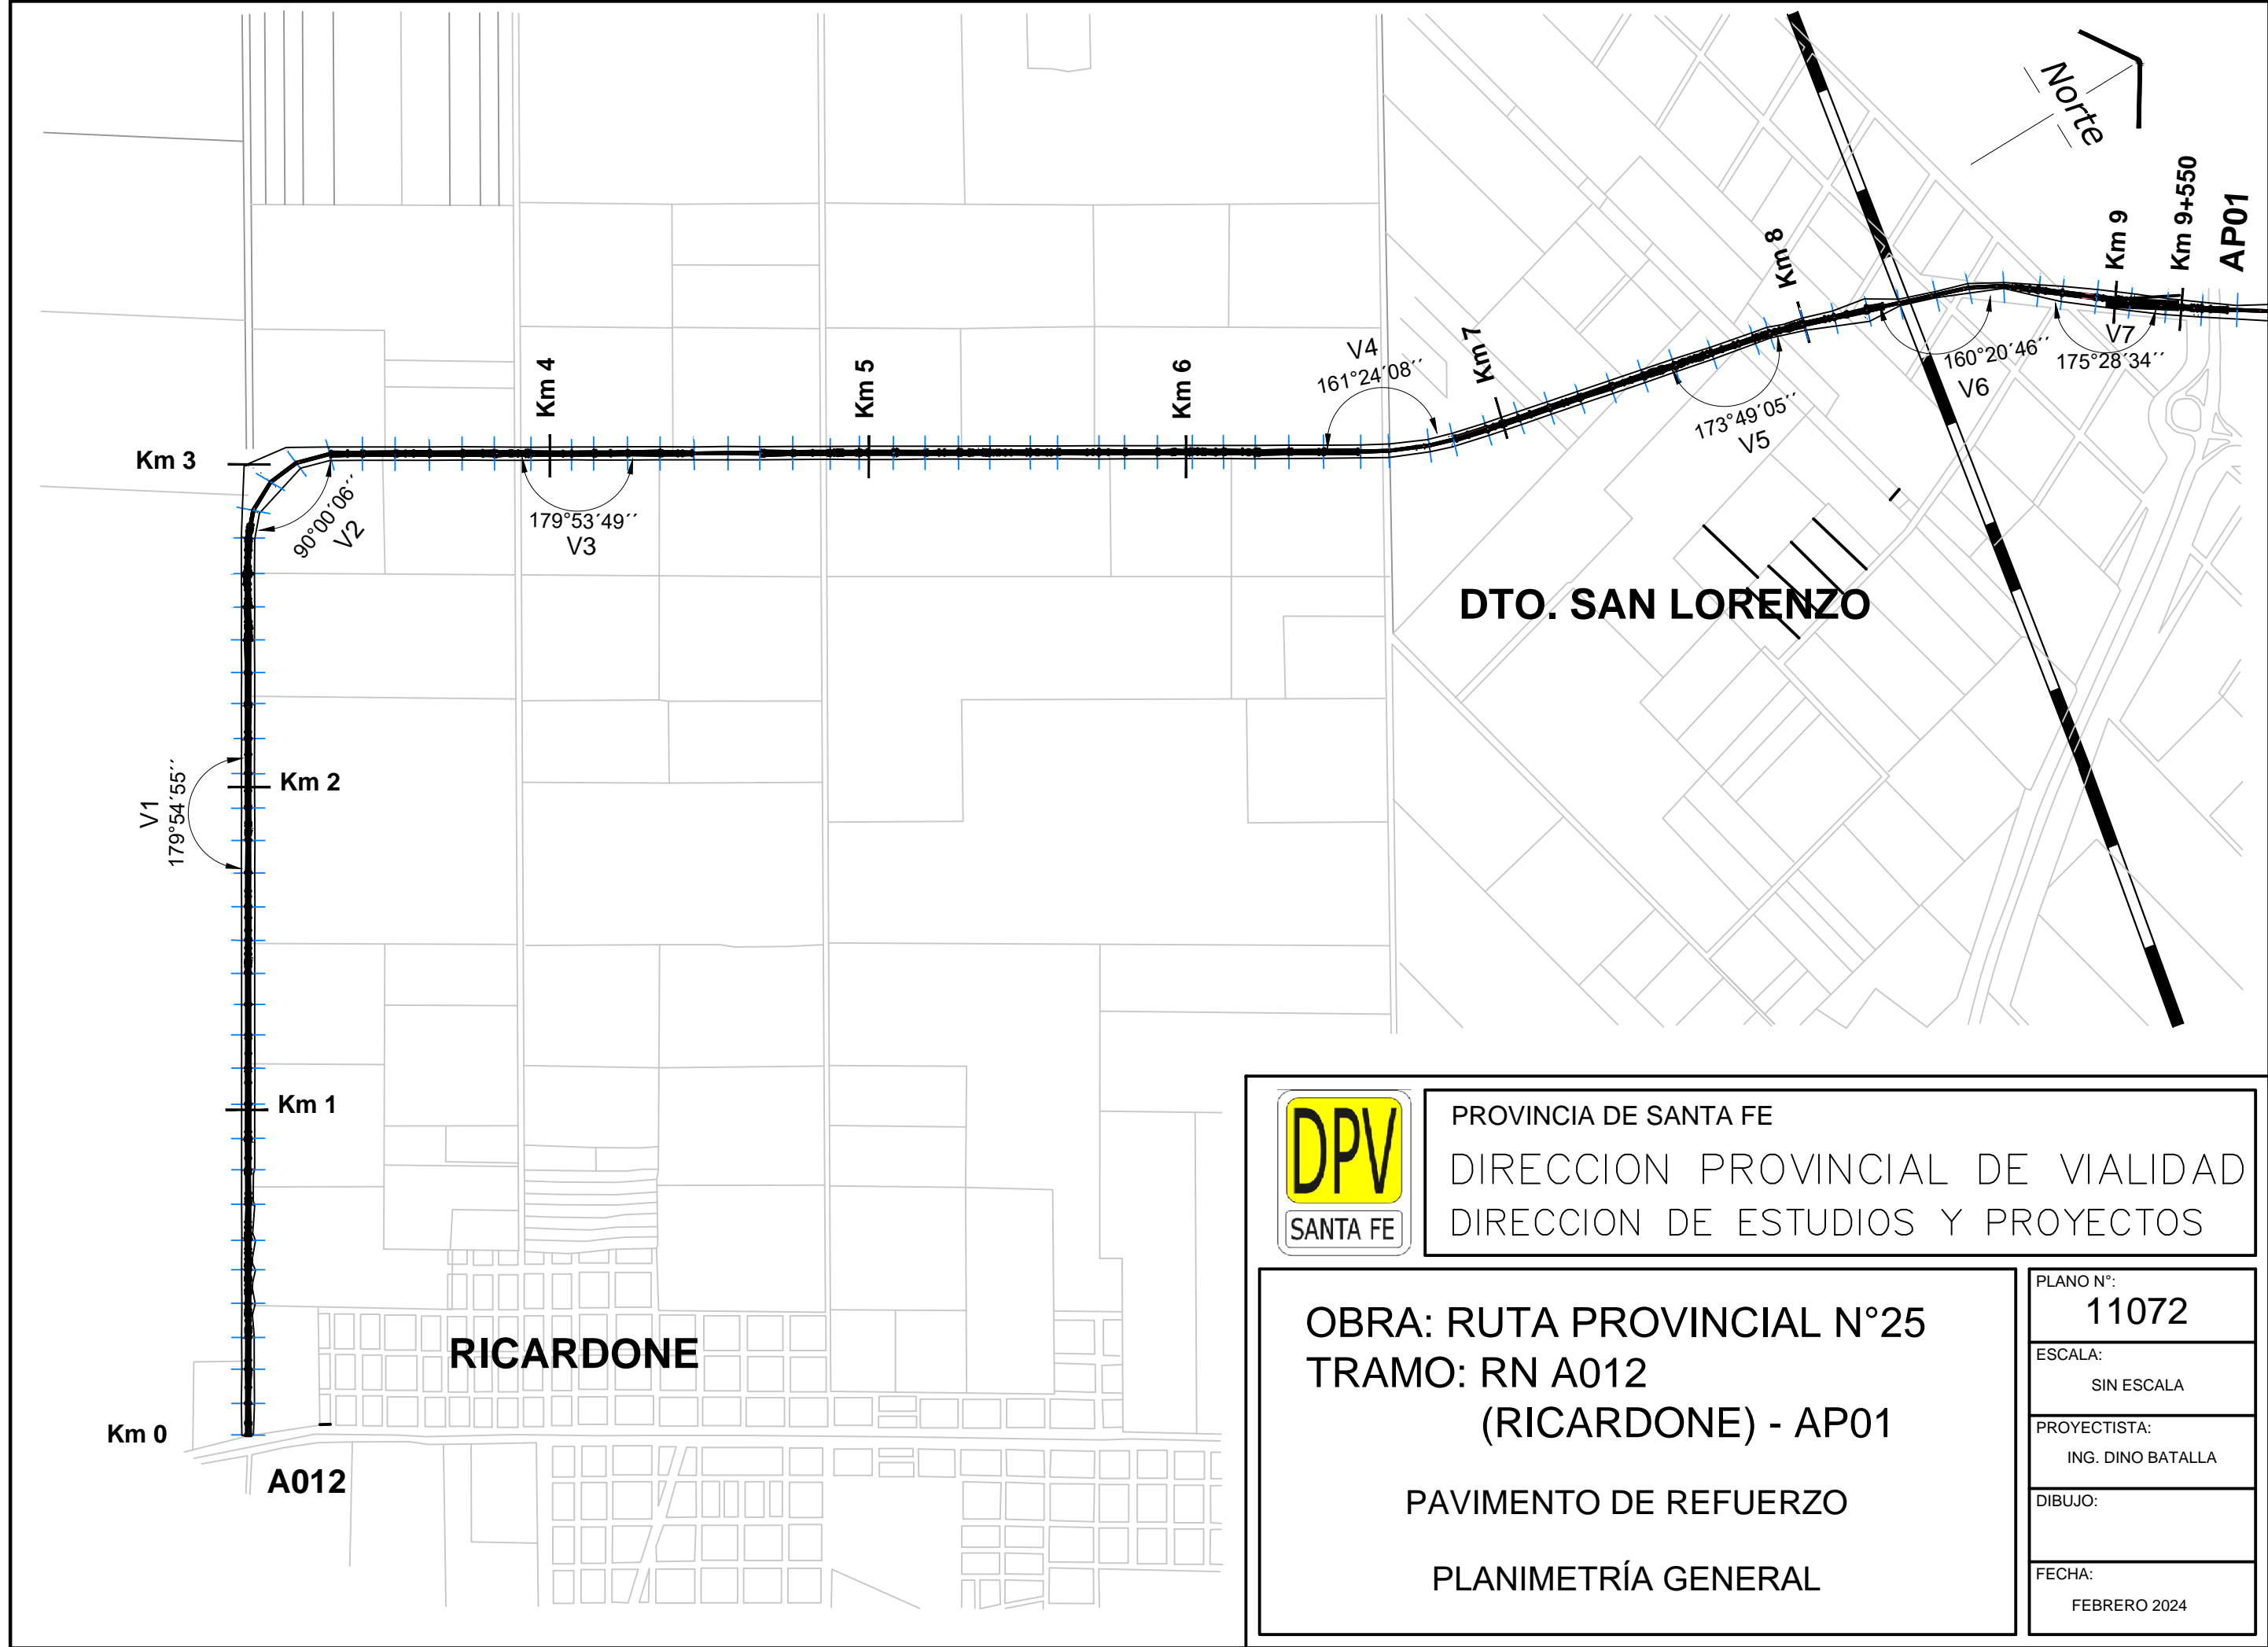 Norte
Km 9
Km 9+550
AP01
Km 8
V7
175°28´34´´
160°20´46´´
V6
V4
161°24´08´´
Km 7
173°49´05´´
V5
Km 4
Km 5
Km 6
Km 3
90°00´06´´
V2
179°53´49´´
V3
DTO. SAN LORENZO
V1
179°54´55´´
Km 2
Km 1
RICARDONE
Km 0
A012
DPV
SANTA FE
PROVINCIA DE SANTA FE
DIRECCION PROVINCIAL DE VIALIDAD
DIRECCION DE ESTUDIOS Y PROYECTOS
OBRA: RUTA PROVINCIAL N°25
TRAMO: RN A012
(RICARDONE) - AP01
PAVIMENTO DE REFUERZO
PLANIMETRÍA GENERAL
PLANO N°:
11072
ESCALA:
SIN ESCALA
PROYECTISTA:
ING. DINO BATALLA
DIBUJO:
FECHA:
FEBRERO 2024